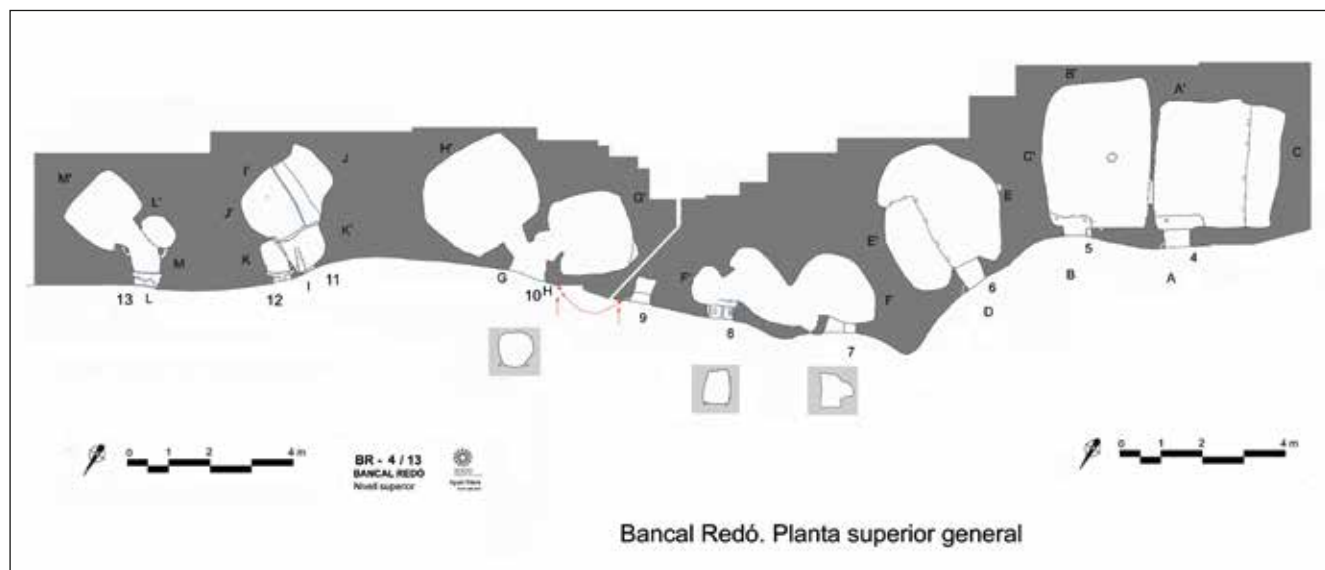 B'
A'
H'
J
I'
C'
C
M'
L'
J'
G'
E
K'
E'
K
M
F'
F
G
I
11
5
4
13
L
12
10
H
9
6
B
A
D
8
7
0 1 2 4 m
BR - 4 / 13
BANCAL REDÓ
Nivell superior
0 1 2 4 m
Bancal Redó. Planta superior general